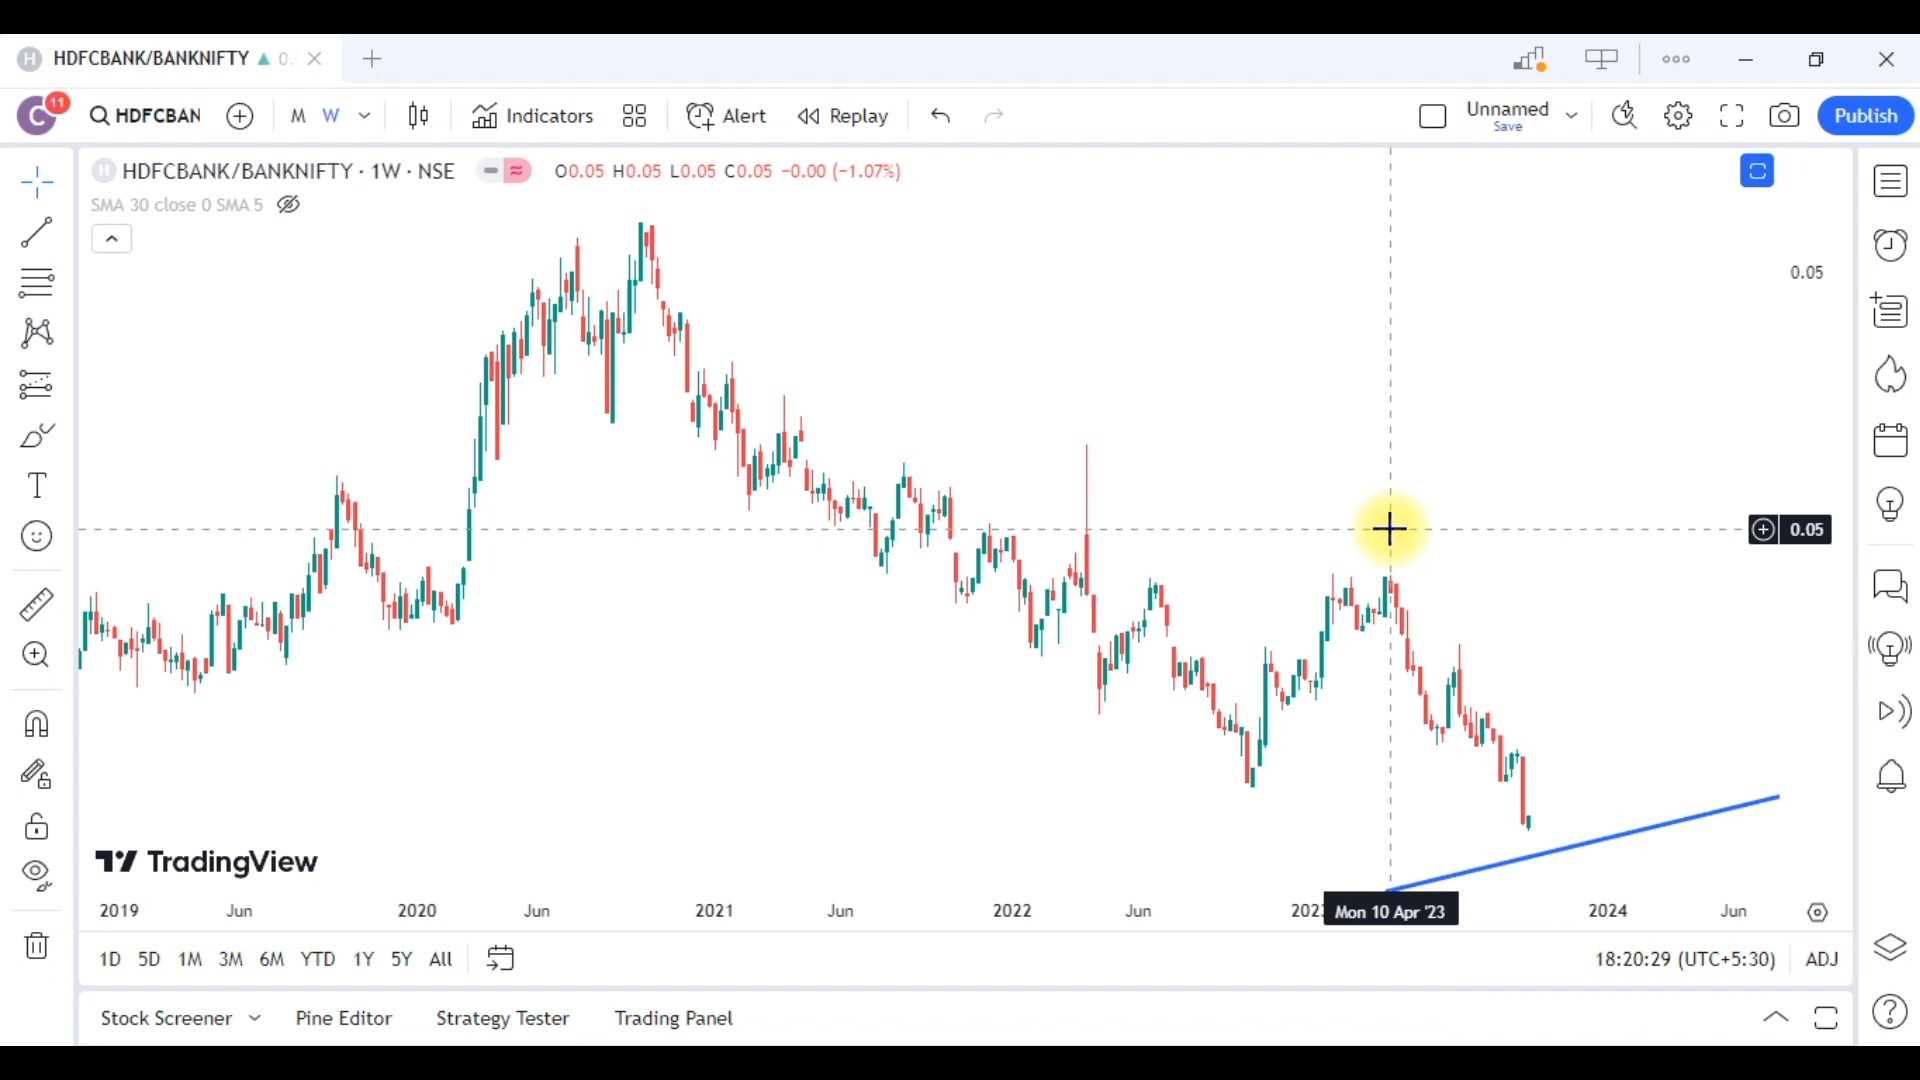 H HDFCBANK/BANKNIFTY ▲ 0.
C 11 HDFCBAN M W Indicators Alert Replay Unnamed Save Publish
H HDFCBANK/BANKNIFTY · 1W · NSE O0.05 H0.05 L0.05 C0.05 −0.00 (−1.07%)
SMA 30 close 0 SMA 5
0.05
0.05
TradingView
2019 Jun 2020 Jun 2021 Jun 2022 Jun 2023 Mon 10 Apr '23 2024 Jun
1D 5D 1M 3M 6M YTD 1Y 5Y All 18:20:29 (UTC+5:30) ADJ
Stock Screener Pine Editor Strategy Tester Trading Panel